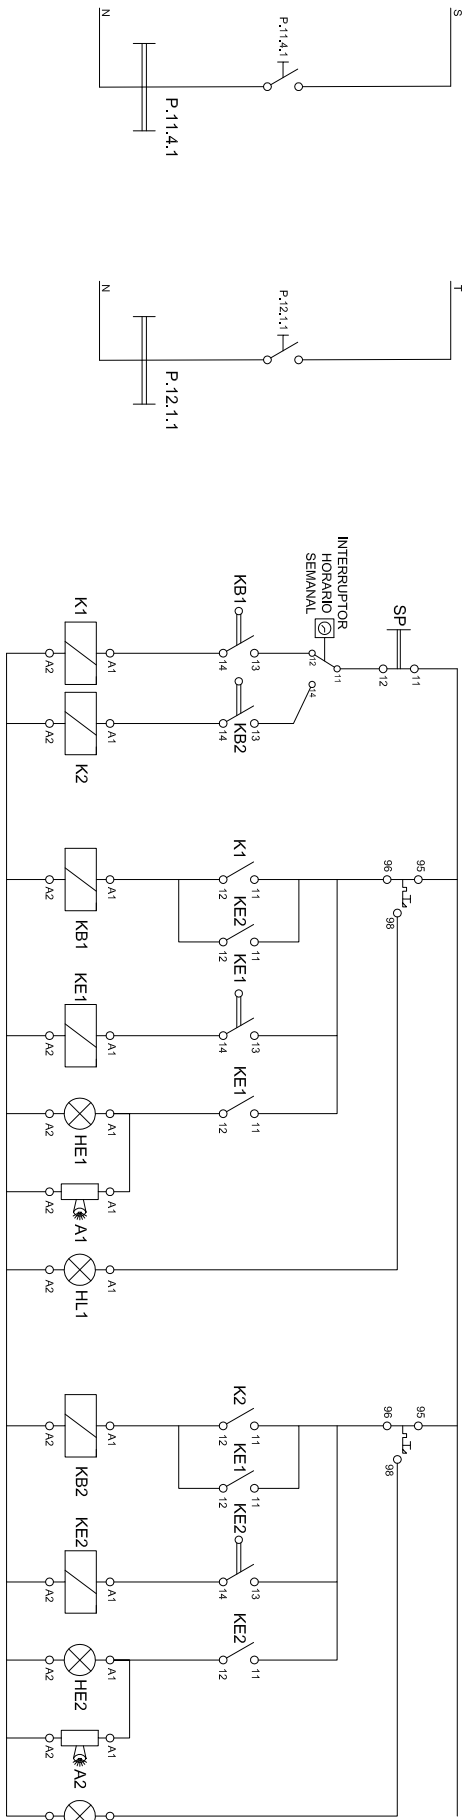 N
S
P.11.4.1
P.11.4.1
N
T
P.12.1.1
P.12.1.1
INTERRUPTOR
HORARIO
SEMANAL
SP
11
12
11
12
14
KB1
13
14
KB2
13
14
K1
A1
A2
K2
A1
A2
95
96
98
K1
11
12
KE2
11
12
KE1
13
14
KE1
11
12
KB1
A1
A2
KE1
A1
A2
HE1
A1
A2
A1
A1
A2
HL1
A1
A2
95
96
98
K2
11
12
KE1
11
12
KE2
13
14
KE2
11
12
KB2
A1
A2
KE2
A1
A2
HE2
A1
A2
A2
A1
A2